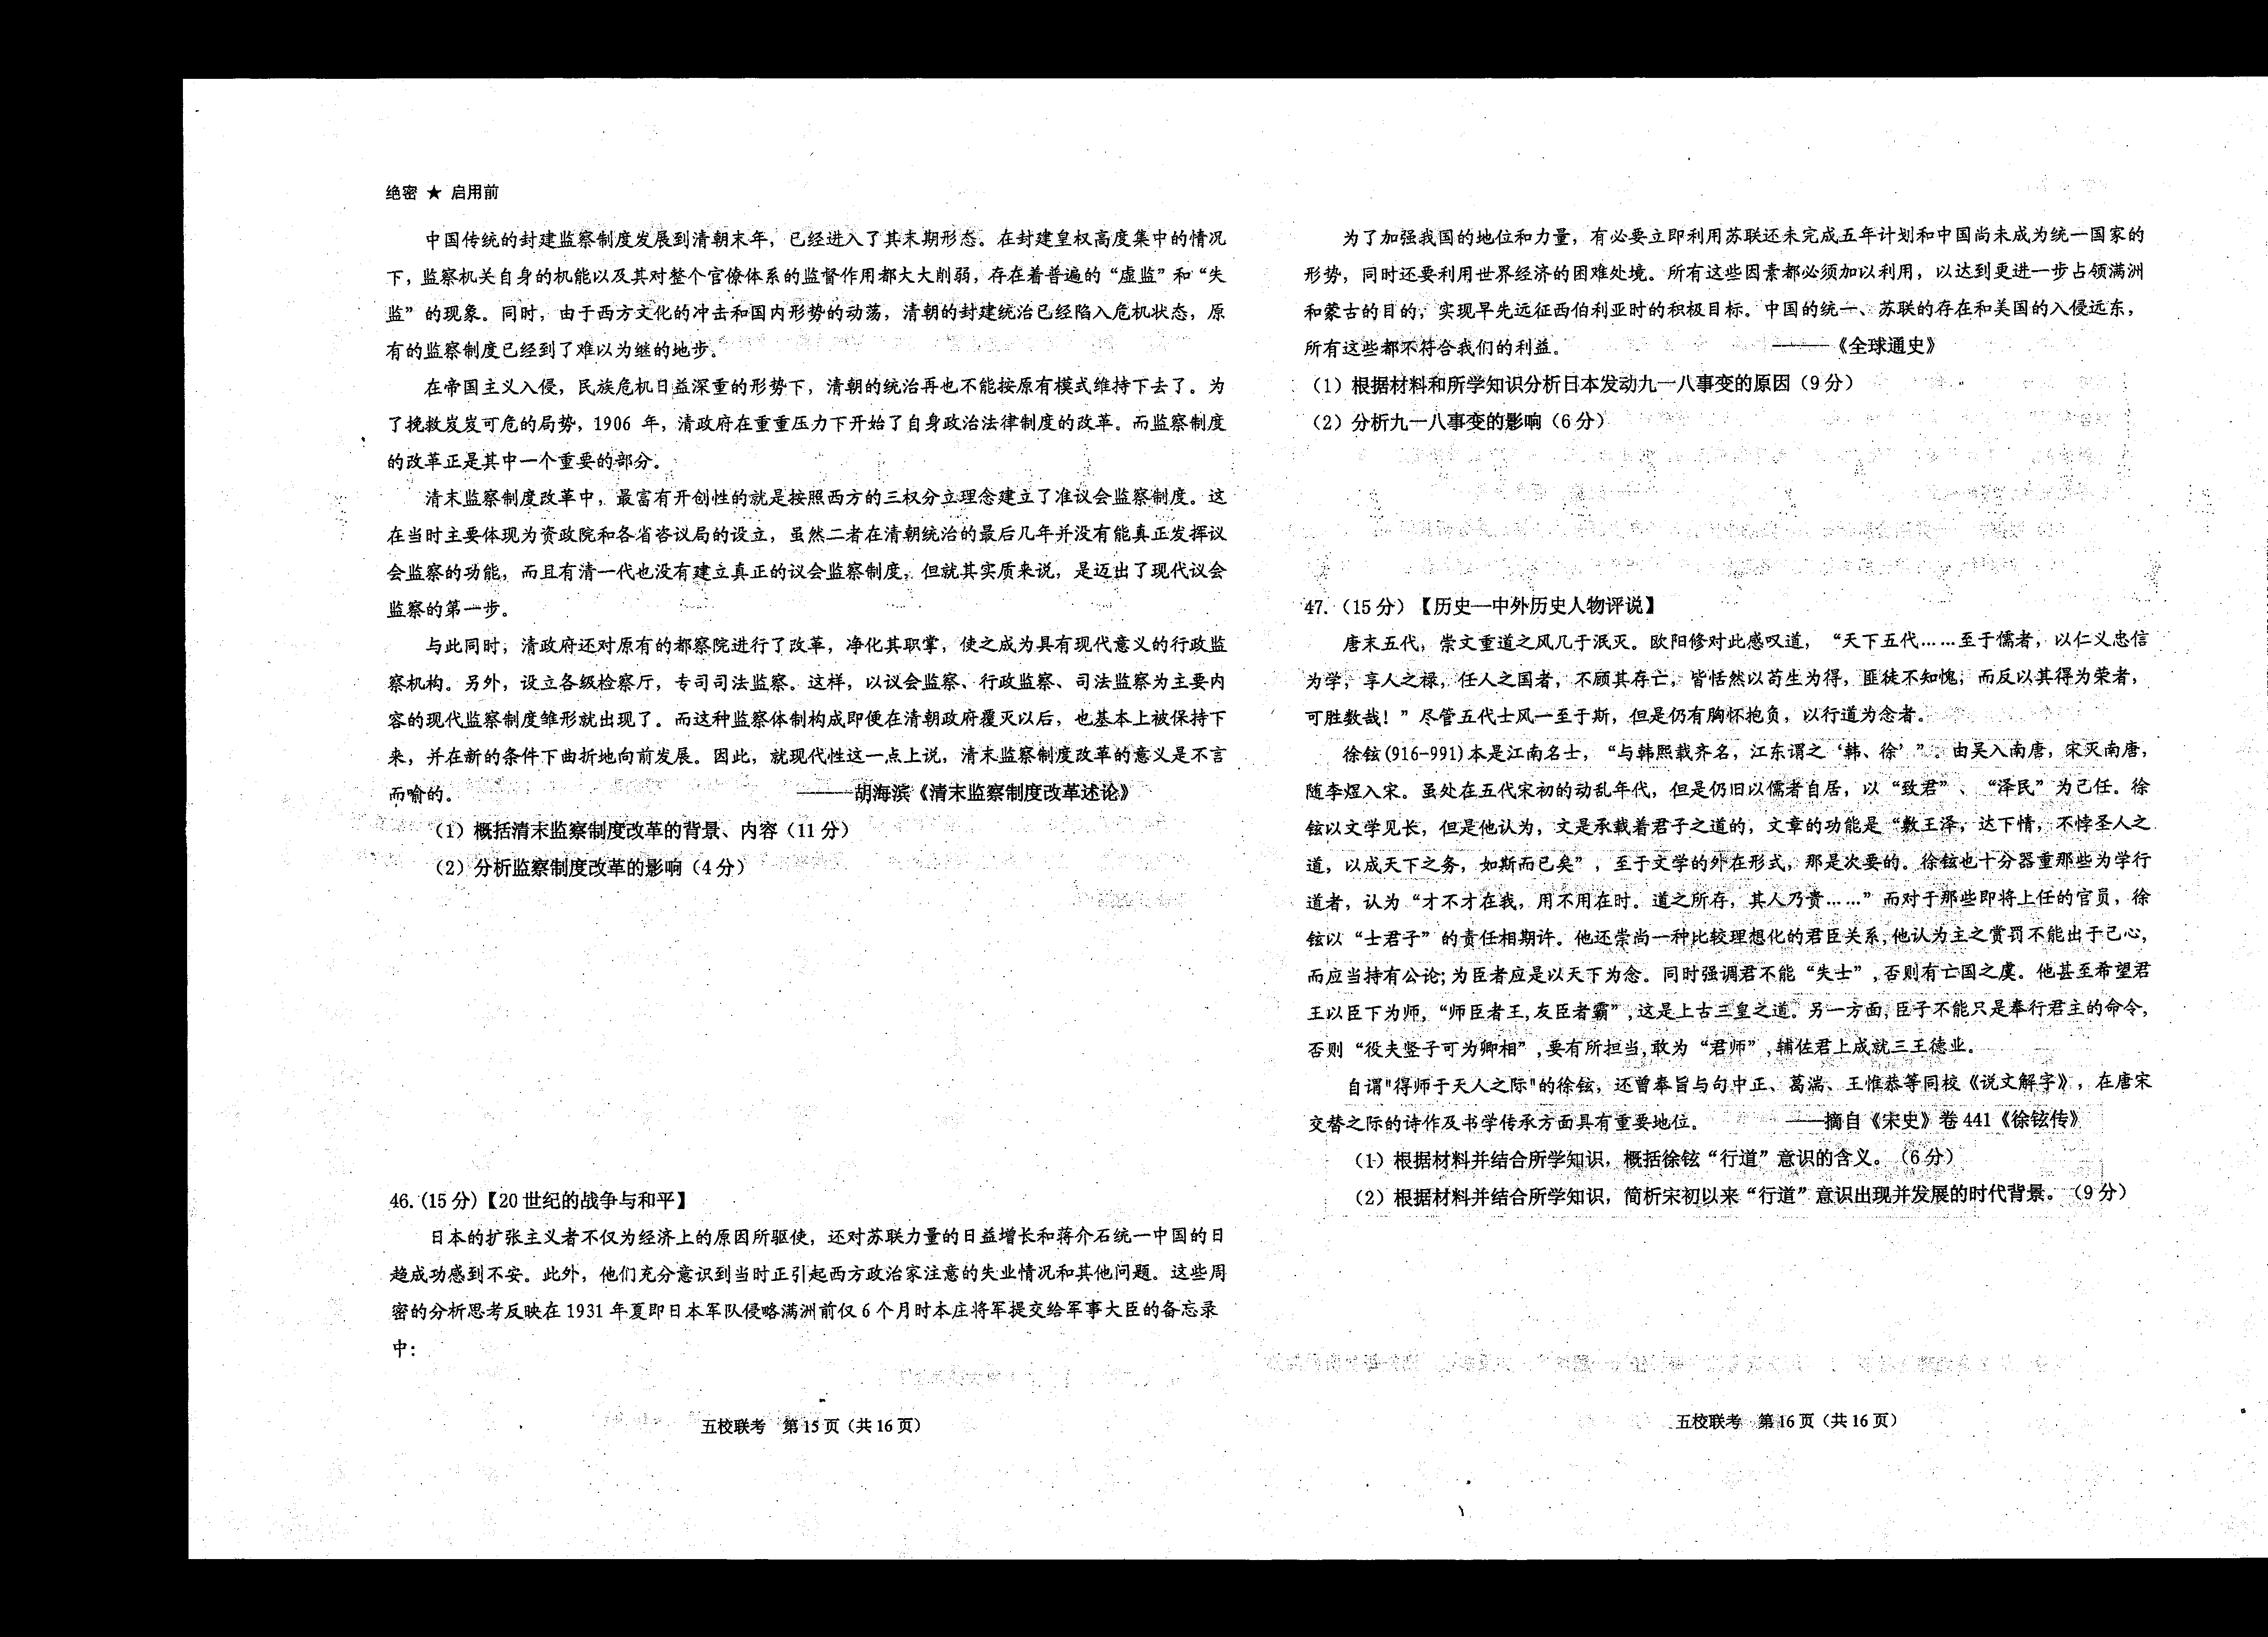 绝密 ★ 启用前
中国传统的封建监察制度发展到清朝末年，已经进入了其末期形态。在封建皇权高度集中的情况
下，监察机关自身的机能以及其对整个官僚体系的监督作用都大大削弱，存在着普遍的“虚监”和“失
监”的现象。同时，由于西方文化的冲击和国内形势的动荡，清朝的封建统治已经陷入危机状态，原
有的监察制度已经到了难以为继的地步。
在帝国主义入侵，民族危机日益深重的形势下，清朝的统治再也不能按原有模式维持下去了。为
了挽救岌岌可危的局势，1906 年，清政府在重重压力下开始了自身政治法律制度的改革。而监察制度
的改革正是其中一个重要的部分。
清末监察制度改革中，最富有开创性的就是按照西方的三权分立理念建立了准议会监察制度。这
在当时主要体现为资政院和各省咨议局的设立，虽然二者在清朝统治的最后几年并没有能真正发挥议
会监察的功能，而且有清一代也没有建立真正的议会监察制度，但就其实质来说，是迈出了现代议会
监察的第一步。
与此同时，清政府还对原有的都察院进行了改革，净化其职掌，使之成为具有现代意义的行政监
察机构。另外，设立各级检察厅，专司司法监察。这样，以议会监察、行政监察、司法监察为主要内
容的现代监察制度雏形就出现了。而这种监察体制构成即便在清朝政府覆灭以后，也基本上被保持下
来，并在新的条件下曲折地向前发展。因此，就现代性这一点上说，清末监察制度改革的意义是不言
而喻的。 ———胡海滨《清末监察制度改革述论》
（1）概括清末监察制度改革的背景、内容（11 分）
（2）分析监察制度改革的影响（4 分）
46.(15 分)【20 世纪的战争与和平】
日本的扩张主义者不仅为经济上的原因所驱使，还对苏联力量的日益增长和蒋介石统一中国的日
趋成功感到不安。此外，他们充分意识到当时正引起西方政治家注意的失业情况和其他问题。这些周
密的分析思考反映在 1931 年夏即日本军队侵略满洲前仅 6 个月时本庄将军提交给军事大臣的备忘录
中：
五校联考 第 15 页（共 16 页）
为了加强我国的地位和力量，有必要立即利用苏联还未完成五年计划和中国尚未成为统一国家的
形势，同时还要利用世界经济的困难处境。所有这些因素都必须加以利用，以达到更进一步占领满洲
和蒙古的目的，实现早先远征西伯利亚时的积极目标。中国的统一、苏联的存在和美国的入侵远东，
所有这些都不符合我们的利益。 ———《全球通史》
（1）根据材料和所学知识分析日本发动九一八事变的原因（9 分）
（2）分析九一八事变的影响（6 分）
47.（15 分）【历史—中外历史人物评说】
唐末五代，崇文重道之风几于泯灭。欧阳修对此感叹道，“天下五代……至于儒者，以仁义忠信
为学，享人之禄，任人之国者，不顾其存亡，皆恬然以苟生为得，匪徒不知愧，而反以其得为荣者，
可胜数哉！”尽管五代士风一至于斯，但是仍有胸怀抱负，以行道为念者。
徐铉(916-991)本是江南名士，“与韩熙载齐名，江东谓之‘韩、徐’”。由吴入南唐，宋灭南唐，
随李煜入宋。虽处在五代宋初的动乱年代，但是仍旧以儒者自居，以“致君”、“泽民”为己任。徐
铉以文学见长，但是他认为，文是承载着君子之道的，文章的功能是“敷王泽，达下情，不悖圣人之
道，以成天下之务，如斯而已矣”，至于文学的外在形式，那是次要的。徐铉也十分器重那些为学行
道者，认为“才不才在我，用不用在时。道之所存，其人乃贵……”而对于那些即将上任的官员，徐
铉以“士君子”的责任相期许。他还崇尚一种比较理想化的君臣关系,他认为主之赏罚不能出于己心,
而应当持有公论;为臣者应是以天下为念。同时强调君不能“失士”,否则有亡国之虞。他甚至希望君
王以臣下为师,“师臣者王,友臣者霸”,这是上古三皇之道。另一方面,臣子不能只是奉行君主的命令,
否则“役夫竖子可为卿相”,要有所担当,敢为“君师”,辅佐君上成就三王德业。
自谓"得师于天人之际"的徐铉，还曾奉旨与句中正、葛湍、王惟恭等同校《说文解字》，在唐宋
交替之际的诗作及书学传承方面具有重要地位。 ——摘自《宋史》卷 441《徐铉传》
（1）根据材料并结合所学知识，概括徐铉“行道”意识的含义。（6 分）
（2）根据材料并结合所学知识，简析宋初以来“行道”意识出现并发展的时代背景。（9 分）
五校联考 第 16 页（共 16 页）